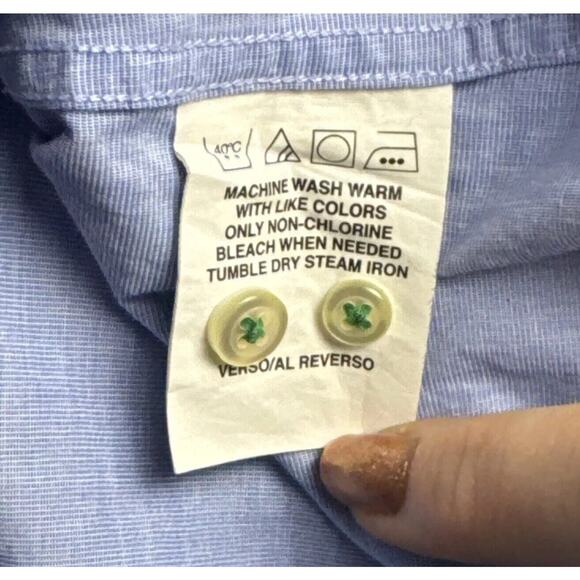 40°C
MACHINE WASH WARM
WITH LIKE COLORS
ONLY NON-CHLORINE
BLEACH WHEN NEEDED
TUMBLE DRY STEAM IRON
VERSO/AL REVERSO